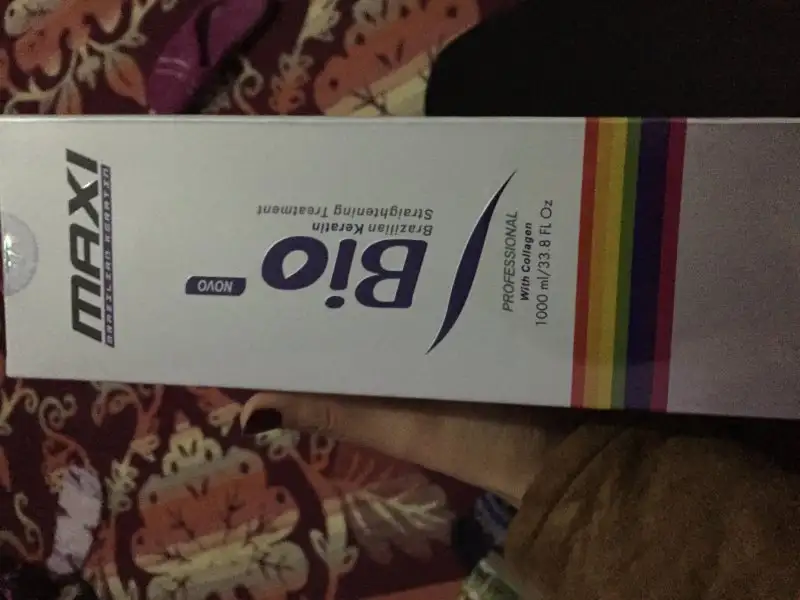 MAXI
BRAZILIAN KERATIN
NOVO
Bio
Brazilian Keratin
Straightening Treatment
PROFESSIONAL
With Collagen
1000 ml/33.8 FL Oz